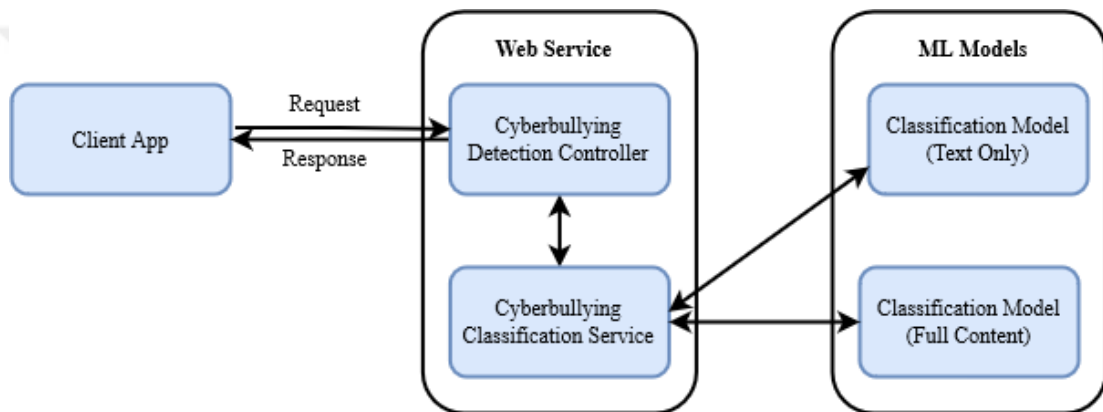 Client App
Request
Response
Web Service
Cyberbullying
Detection Controller
Cyberbullying
Classification Service
ML Models
Classification Model
(Text Only)
Classification Model
(Full Content)